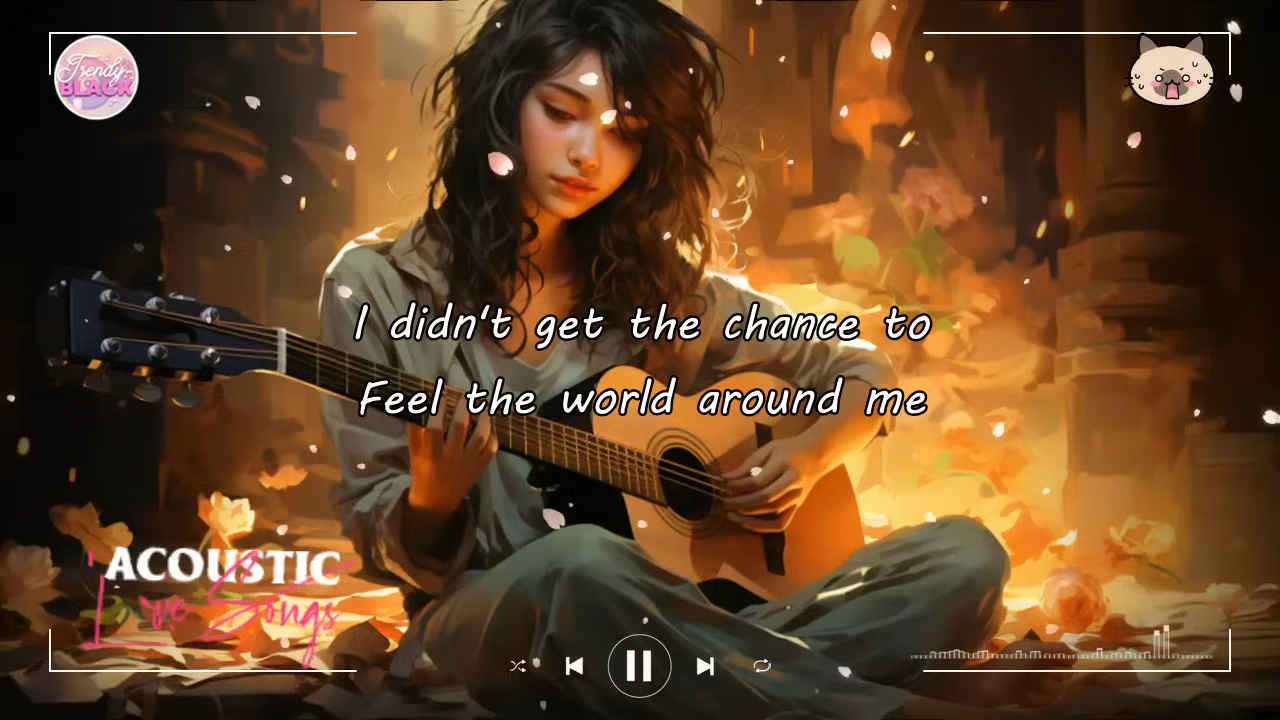 Trendy
BLACK
I didn't get the chance to
Feel the world around me
ACOUSTIC
Love Songs